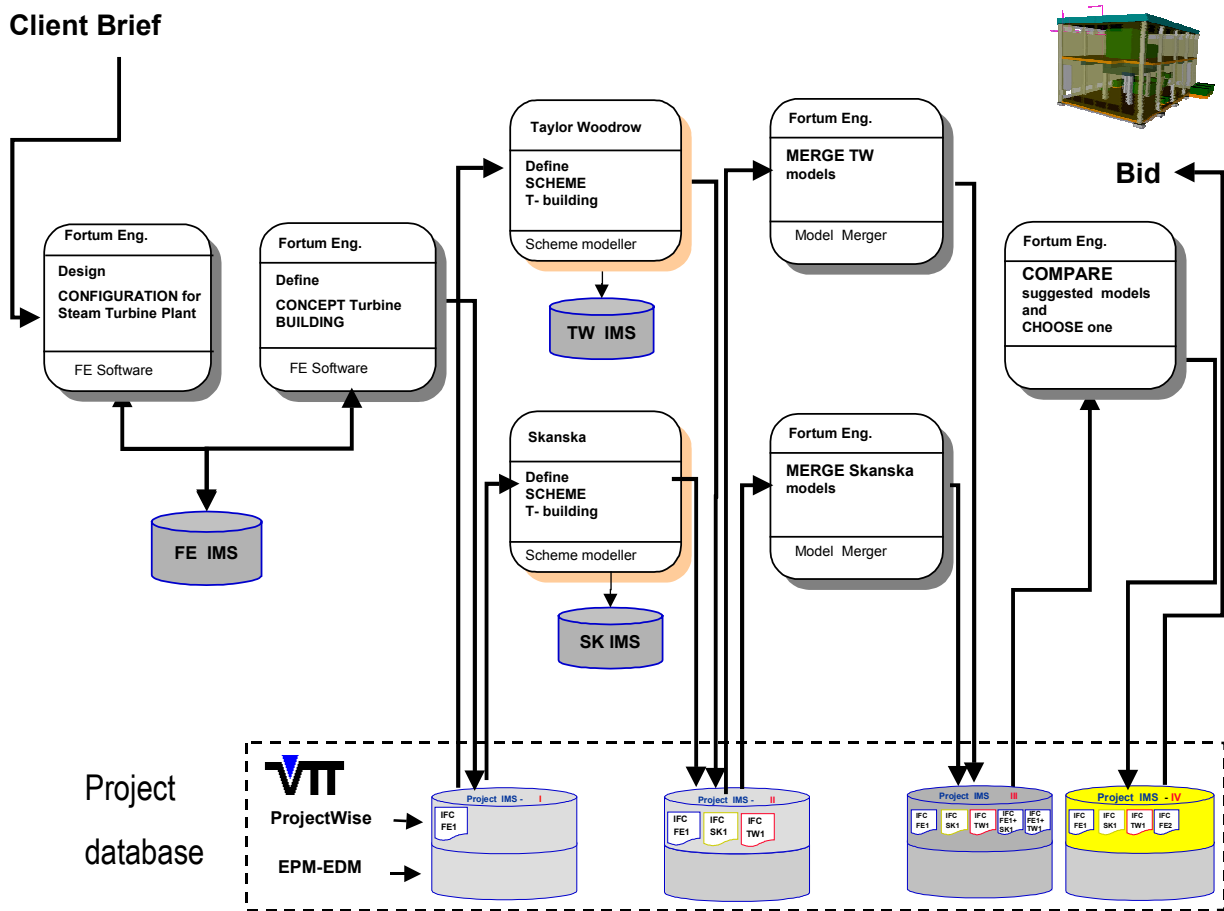 Client Brief
Bid
Fortum Eng.
Design
CONFIGURATION for
Steam Turbine Plant
FE Software
Fortum Eng.
Define
CONCEPT Turbine
BUILDING
FE Software
FE IMS
Taylor Woodrow
Define
SCHEME
T- building
Scheme modeller
TW IMS
Skanska
Define
SCHEME
T- building
Scheme modeller
SK IMS
Fortum Eng.
MERGE TW
models
Model Merger
Fortum Eng.
MERGE Skanska
models
Model Merger
Fortum Eng.
COMPARE
suggested models
and
CHOOSE one
Project
database
VTT
ProjectWise
EPM-EDM
Project IMS - I
IFC
FE1
Project IMS - II
IFC
FE1
IFC
SK1
IFC
TW1
Project IMS III
IFC
FE1
IFC
SK1
IFC
TW1
IFC
FE1+
SK1
IFC
FE1+
TW1
Project IMS - IV
IFC
FE1
IFC
SK1
IFC
TW1
IFC
FE2